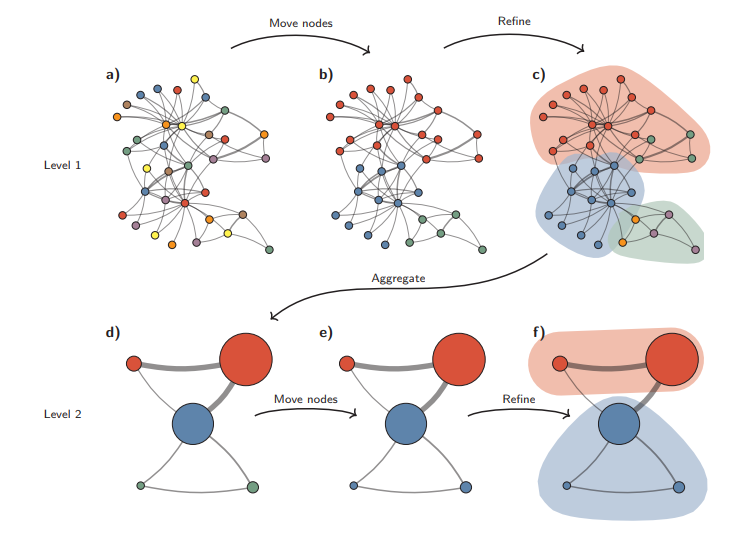 Move nodes
Refine
a)
b)
c)
Level 1
Aggregate
d)
e)
f)
Move nodes
Refine
Level 2